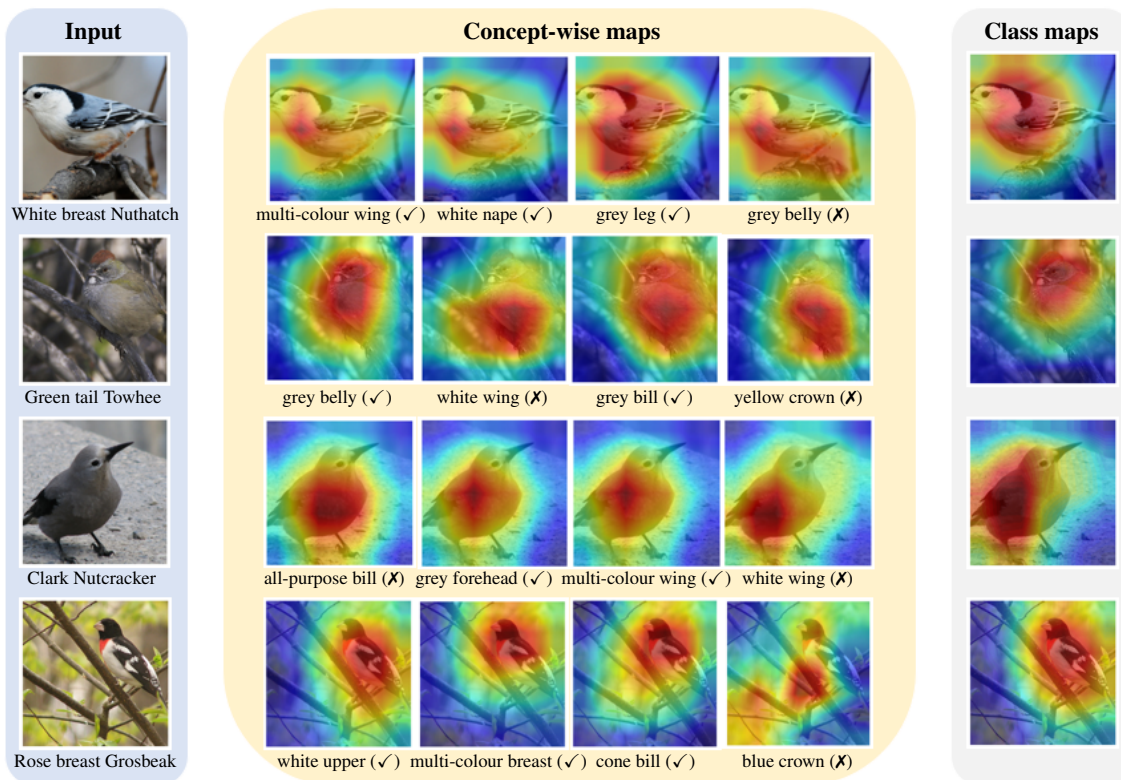 Input
Concept-wise maps
Class maps
White breast Nuthatch
multi-colour wing (✓)
white nape (✓)
grey leg (✓)
grey belly (✗)
Green tail Towhee
grey belly (✓)
white wing (✗)
grey bill (✓)
yellow crown (✗)
Clark Nutcracker
all-purpose bill (✗)
grey forehead (✓)
multi-colour wing (✓)
white wing (✗)
Rose breast Grosbeak
white upper (✓)
multi-colour breast (✓)
cone bill (✓)
blue crown (✗)